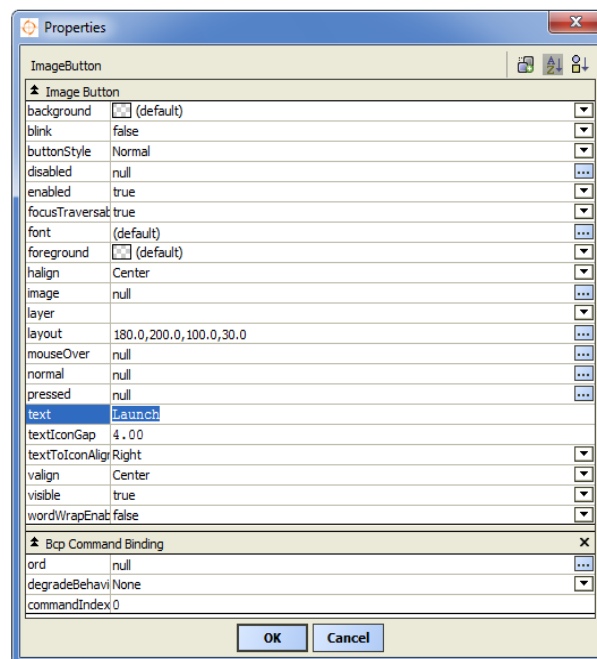 Properties
ImageButton
Image Button
background (default)
blink false
buttonStyle Normal
disabled null
enabled true
focusTraversab true
font (default)
foreground (default)
halign Center
image null
layer
layout 180.0,200.0,100.0,30.0
mouseOver null
normal null
pressed null
text Launch
textIconGap 4.00
textToIconAligr Right
valign Center
visible true
wordWrapEnab false
Bcp Command Binding
ord null
degradeBehavi None
commandIndex 0
OK Cancel